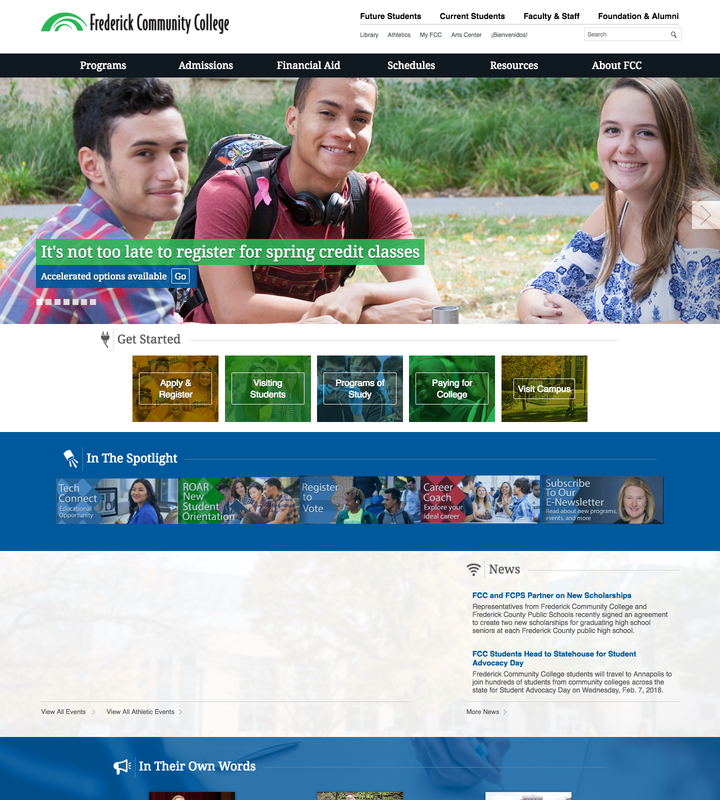 Frederick Community College
Future Students Current Students Faculty & Staff Foundation & Alumni
Library Athletics My FCC Arts Center ¡Bienvenidos! Search
Programs Admissions Financial Aid Schedules Resources About FCC
It's not too late to register for spring credit classes
Accelerated options available Go
Get Started
Apply &
Register
Visiting
Students
Programs of
Study
Paying for
College
Visit Campus
In The Spotlight
Tech
Connect
Educational
Opportunity
ROAR
New
Student
Orientation
Register
to
Vote
Career
Coach
Explore your
ideal career
Subscribe
To Our
E-Newsletter
Read about new programs,
events, and more
News
FCC and FCPS Partner on New Scholarships
Representatives from Frederick Community College and
Frederick County Public Schools recently signed an agreement
to create two new scholarships for graduating high school
seniors at each Frederick County public high school.
FCC Students Head to Statehouse for Student
Advocacy Day
Frederick Community College students will travel to Annapolis to
join hundreds of students from community colleges across the
state for Student Advocacy Day on Wednesday, Feb. 7, 2018.
View All Events View All Athletic Events More News
In Their Own Words